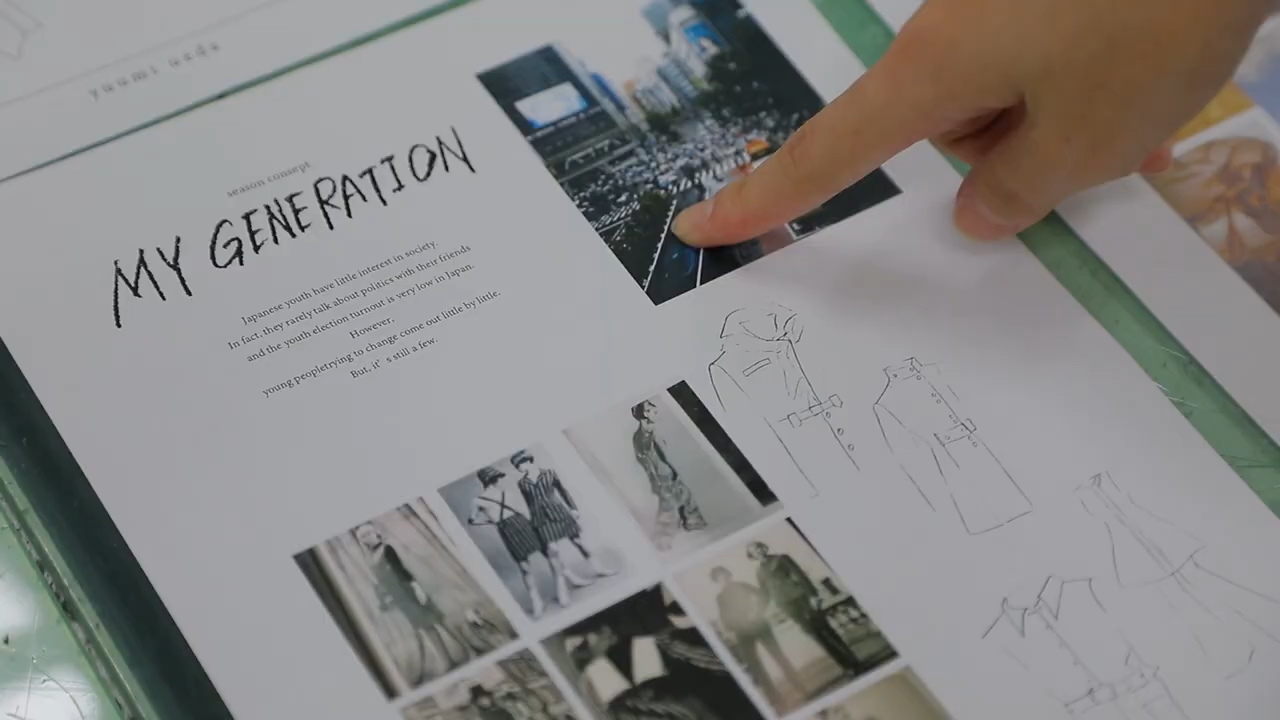 yuumi ueda
season consept
MY GENERATION
Japanese youth have little interest in society.
In fact, they rarely talk about politics with their friends
and the youth election turnout is very low in Japan.
However,
young peopletrying to change come out little by little.
But, it's still a few.